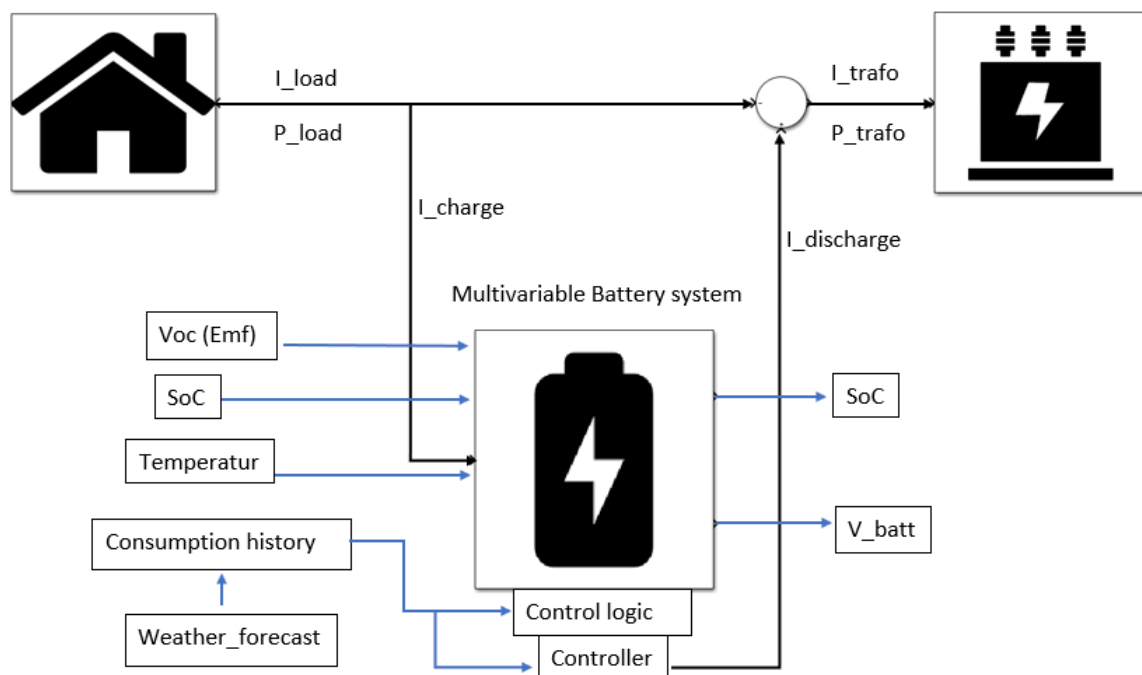 I_load
I_trafo
P_load
P_trafo
I_charge
I_discharge
Multivariable Battery system
Voc (Emf)
SoC
SoC
Temperatur
Consumption history
V_batt
Control logic
Weather_forecast
Controller